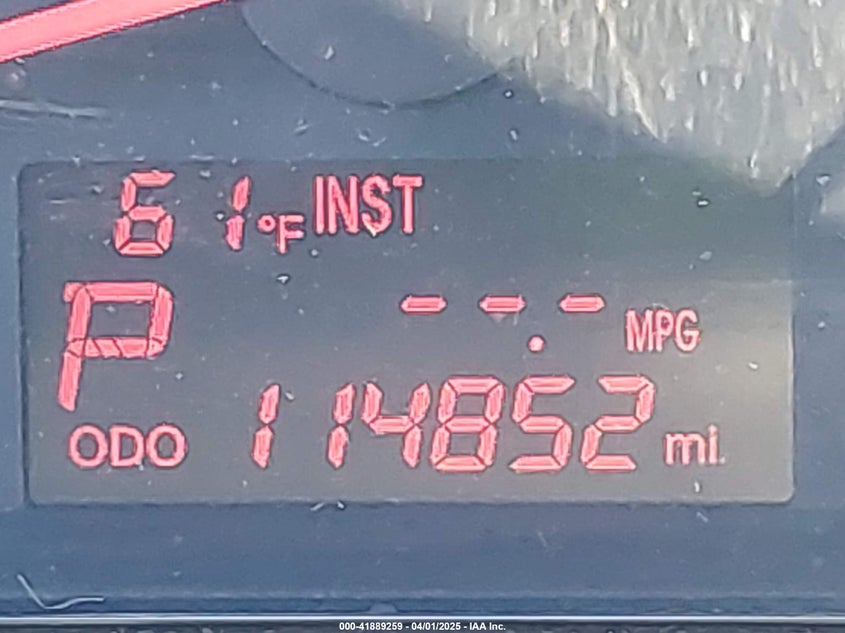 61°F INST
P --.- MPG
ODO 114852 mi.
000-41889259 - 04/01/2025 - IAA Inc.